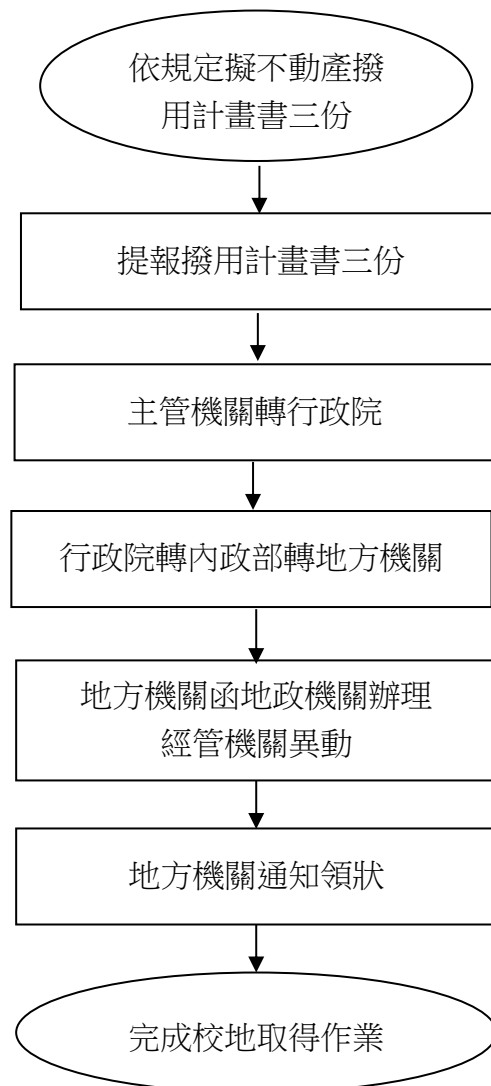 依規定擬不動產撥
用計畫書三份
提報撥用計畫書三份
主管機關轉行政院
行政院轉內政部轉地方機關
地方機關函地政機關辦理
經管機關異動
地方機關通知領狀
完成校地取得作業